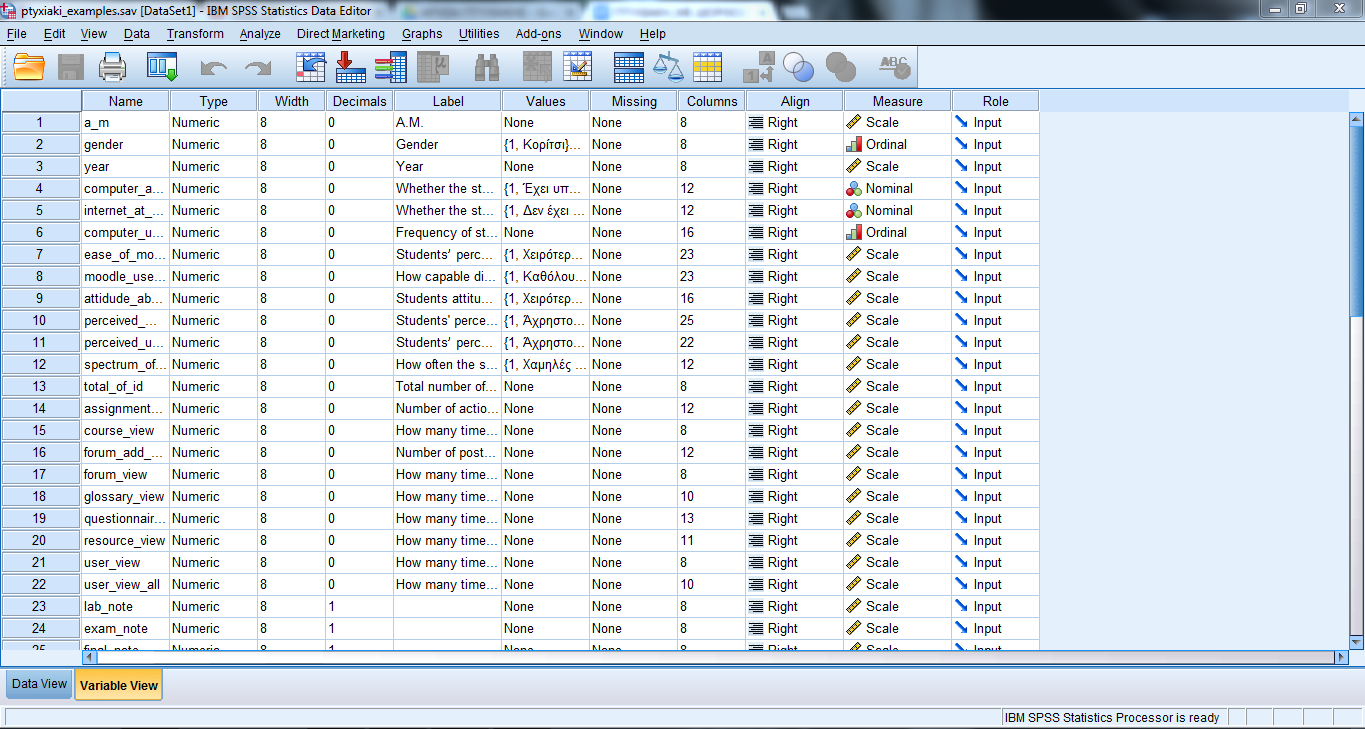 ptyxiaki_examples.sav [DataSet1] - IBM SPSS Statistics Data Editor
File Edit View Data Transform Analyze Direct Marketing Graphs Utilities Add-ons Window Help
Name Type Width Decimals Label Values Missing Columns Align Measure Role
1 a_m Numeric 8 0 A.M. None None 8 Right Scale Input
2 gender Numeric 8 0 Gender {1, Κορίτσι}... None 8 Right Ordinal Input
3 year Numeric 8 0 Year None None 8 Right Scale Input
4 computer_a... Numeric 8 0 Whether the st... {1, Έχει υπ... None 12 Right Nominal Input
5 internet_at_... Numeric 8 0 Whether the st... {1, Δεν έχει ... None 12 Right Nominal Input
6 computer_u... Numeric 8 0 Frequency of st... None None 16 Right Ordinal Input
7 ease_of_mo... Numeric 8 0 Students' perc... {1, Χειρότερ... None 23 Right Scale Input
8 moodle_use... Numeric 8 0 How capable di... {1, Καθόλου... None 23 Right Scale Input
9 attidude_ab... Numeric 8 0 Students attitu... {1, Χειρότερ... None 16 Right Scale Input
10 perceived_... Numeric 8 0 Students' perce... {1, Άχρηστο... None 25 Right Scale Input
11 perceived_u... Numeric 8 0 Students' perc... {1, Άχρηστο... None 22 Right Scale Input
12 spectrum_of... Numeric 8 0 How often the s... {1, Χαμηλές ... None 12 Right Scale Input
13 total_of_id Numeric 8 0 Total number of... None None 8 Right Scale Input
14 assignment... Numeric 8 0 Number of actio... None None 12 Right Scale Input
15 course_view Numeric 8 0 How many time... None None 8 Right Scale Input
16 forum_add_... Numeric 8 0 Number of post... None None 12 Right Scale Input
17 forum_view Numeric 8 0 How many time... None None 8 Right Scale Input
18 glossary_view Numeric 8 0 How many time... None None 10 Right Scale Input
19 questionnair... Numeric 8 0 How many time... None None 13 Right Scale Input
20 resource_view Numeric 8 0 How many time... None None 11 Right Scale Input
21 user_view Numeric 8 0 How many time... None None 8 Right Scale Input
22 user_view_all Numeric 8 0 How many time... None None 10 Right Scale Input
23 lab_note Numeric 8 1 None None 8 Right Scale Input
24 exam_note Numeric 8 1 None None 8 Right Scale Input
25 final_note Numeric 8 1 None None 8 Right Scale Input
Data View Variable View
IBM SPSS Statistics Processor is ready